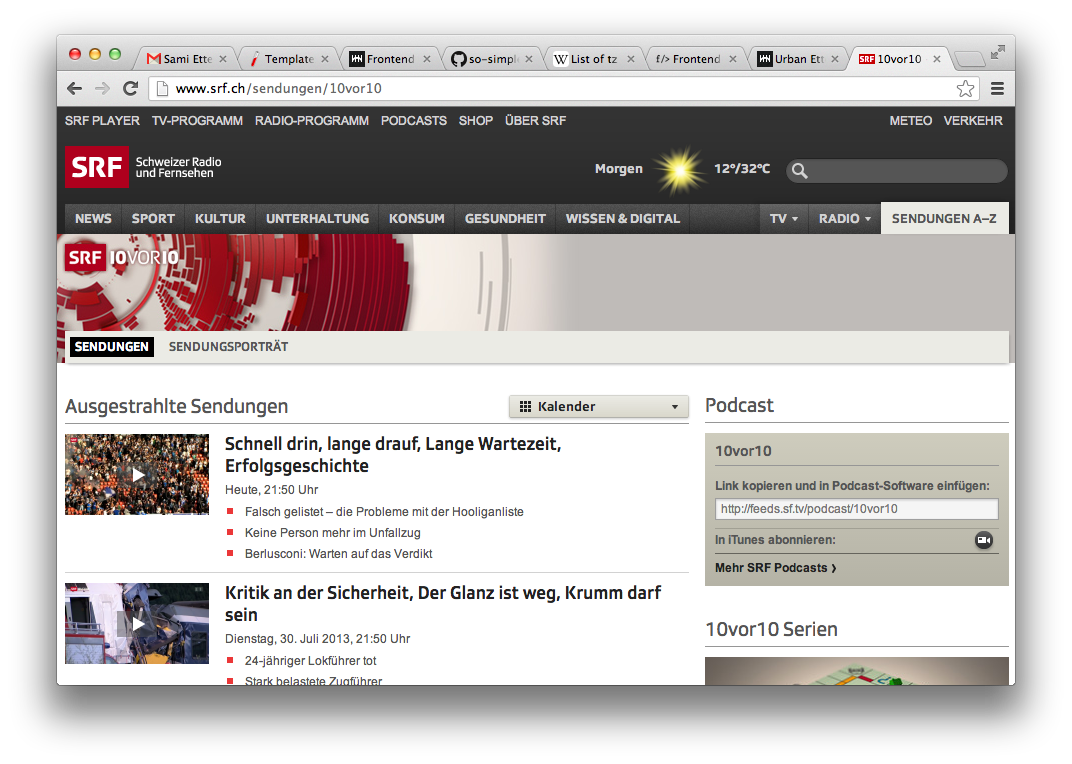 Sami Ette
Template
Frontend
so-simple
List of tz
f/> Frontend
Urban Ett
SRF 10vor10
www.srf.ch/sendungen/10vor10
SRF PLAYER TV-PROGRAMM RADIO-PROGRAMM PODCASTS SHOP ÜBER SRF METEO VERKEHR
SRF Schweizer Radio
und Fernsehen
Morgen 12°/32°C
NEWS SPORT KULTUR UNTERHALTUNG KONSUM GESUNDHEIT WISSEN & DIGITAL TV RADIO SENDUNGEN A–Z
SRF 10VOR10
SENDUNGEN SENDUNGSPORTRÄT
Ausgestrahlte Sendungen
Kalender
Schnell drin, lange drauf, Lange Wartezeit,
Erfolgsgeschichte
Heute, 21:50 Uhr
Falsch gelistet – die Probleme mit der Hooliganliste
Keine Person mehr im Unfallzug
Berlusconi: Warten auf das Verdikt
Kritik an der Sicherheit, Der Glanz ist weg, Krumm darf
sein
Dienstag, 30. Juli 2013, 21:50 Uhr
24-jähriger Lokführer tot
Stark belastete Zugführer
Podcast
10vor10
Link kopieren und in Podcast-Software einfügen:
http://feeds.sf.tv/podcast/10vor10
In iTunes abonnieren:
Mehr SRF Podcasts ›
10vor10 Serien